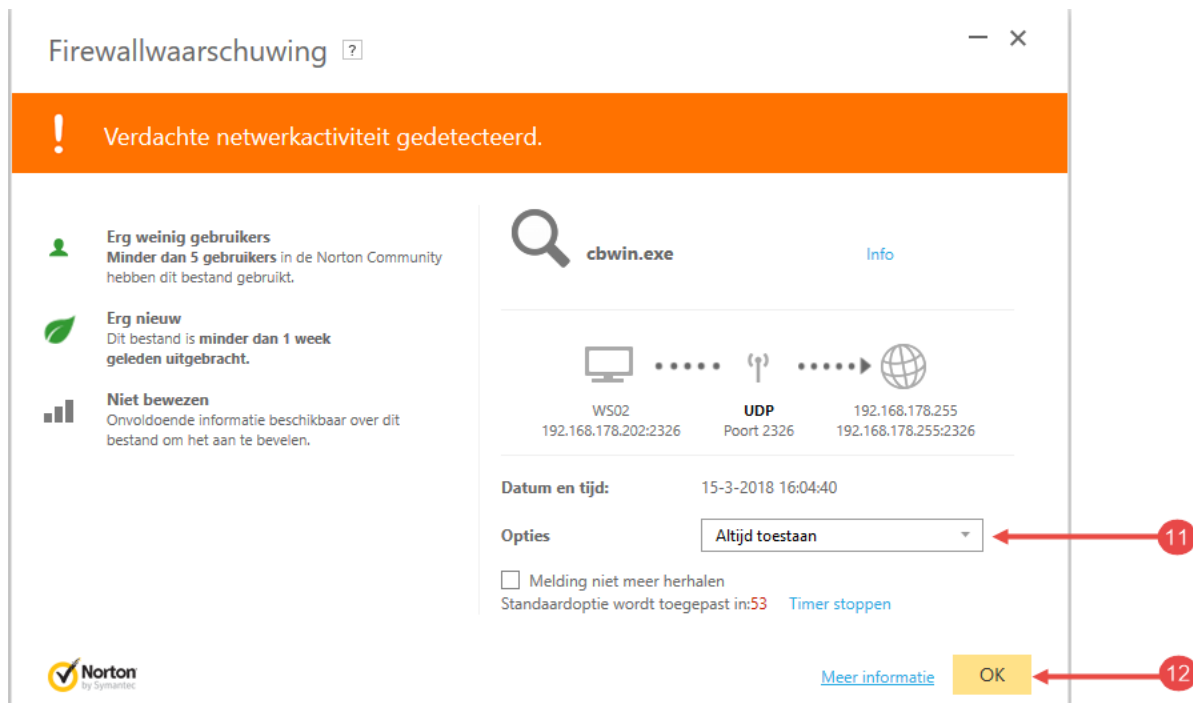 Firewallwaarschuwing ?
! Verdachte netwerkactiviteit gedetecteerd.
Erg weinig gebruikers
Minder dan 5 gebruikers in de Norton Community
hebben dit bestand gebruikt.
Erg nieuw
Dit bestand is minder dan 1 week
geleden uitgebracht.
Niet bewezen
Onvoldoende informatie beschikbaar over dit
bestand om het aan te bevelen.
cbwin.exe Info
WS02 UDP 192.168.178.255
192.168.178.202:2326 Poort 2326 192.168.178.255:2326
Datum en tijd: 15-3-2018 16:04:40
Opties Altijd toestaan 11
Melding niet meer herhalen
Standaardoptie wordt toegepast in:53 Timer stoppen
Norton
by Symantec
Meer informatie OK 12